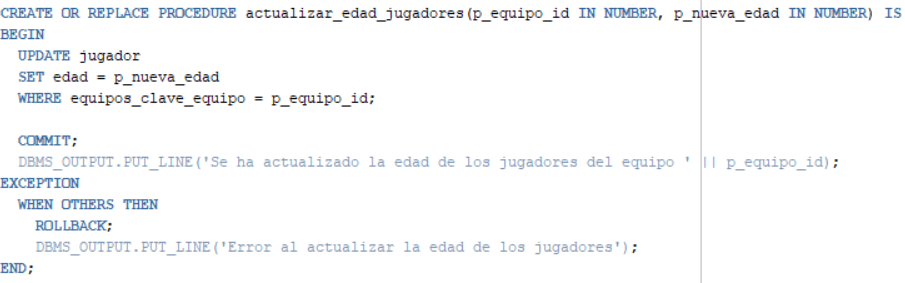 CREATE OR REPLACE PROCEDURE actualizar_edad_jugadores(p_equipo_id IN NUMBER, p_nueva_edad IN NUMBER) IS
BEGIN
  UPDATE jugador
  SET edad = p_nueva_edad
  WHERE equipos_clave_equipo = p_equipo_id;

  COMMIT;
  DBMS_OUTPUT.PUT_LINE('Se ha actualizado la edad de los jugadores del equipo ' || p_equipo_id);
EXCEPTION
  WHEN OTHERS THEN
    ROLLBACK;
    DBMS_OUTPUT.PUT_LINE('Error al actualizar la edad de los jugadores');
END;